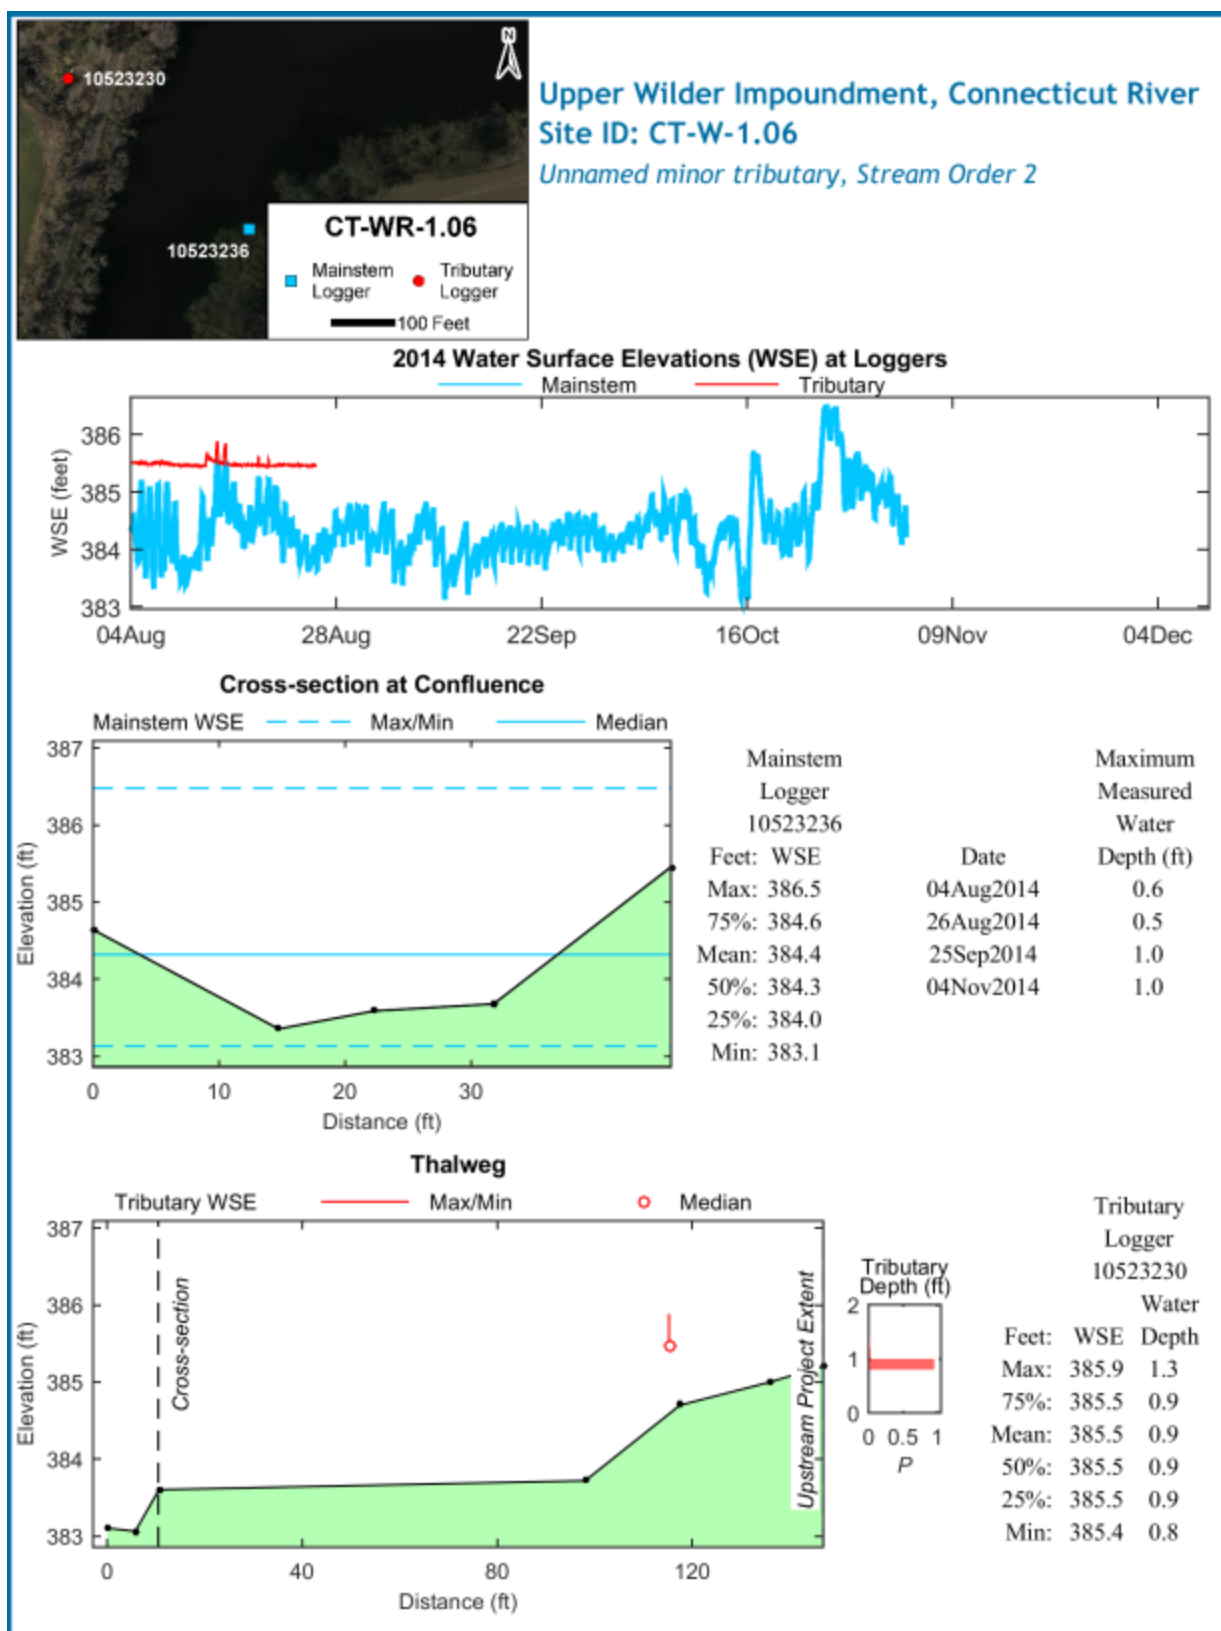 N
10523230
10523236
CT-WR-1.06
Mainstem Logger
Tributary Logger
100 Feet
Upper Wilder Impoundment, Connecticut River
Site ID: CT-W-1.06
Unnamed minor tributary, Stream Order 2
2014 Water Surface Elevations (WSE) at Loggers
Mainstem Tributary
WSE (feet)
386
385
384
383
04Aug 28Aug 22Sep 16Oct 09Nov 04Dec
Cross-section at Confluence
Mainstem WSE Max/Min Median
Elevation (ft)
387
386
385
384
383
0 10 20 30
Distance (ft)
Mainstem
Logger
10523236
Feet: WSE
Max: 386.5
75%: 384.6
Mean: 384.4
50%: 384.3
25%: 384.0
Min: 383.1
Maximum
Measured
Water
Date Depth (ft)
04Aug2014 0.6
26Aug2014 0.5
25Sep2014 1.0
04Nov2014 1.0
Thalweg
Tributary WSE Max/Min Median
Elevation (ft)
387
386
385
384
383
Cross-section
Upstream Project Extent
0 40 80 120
Distance (ft)
Tributary
Depth (ft)
2
1
0
0 0.5 1
P
Tributary
Logger
10523230
Water
Feet: WSE Depth
Max: 385.9 1.3
75%: 385.5 0.9
Mean: 385.5 0.9
50%: 385.5 0.9
25%: 385.5 0.9
Min: 385.4 0.8